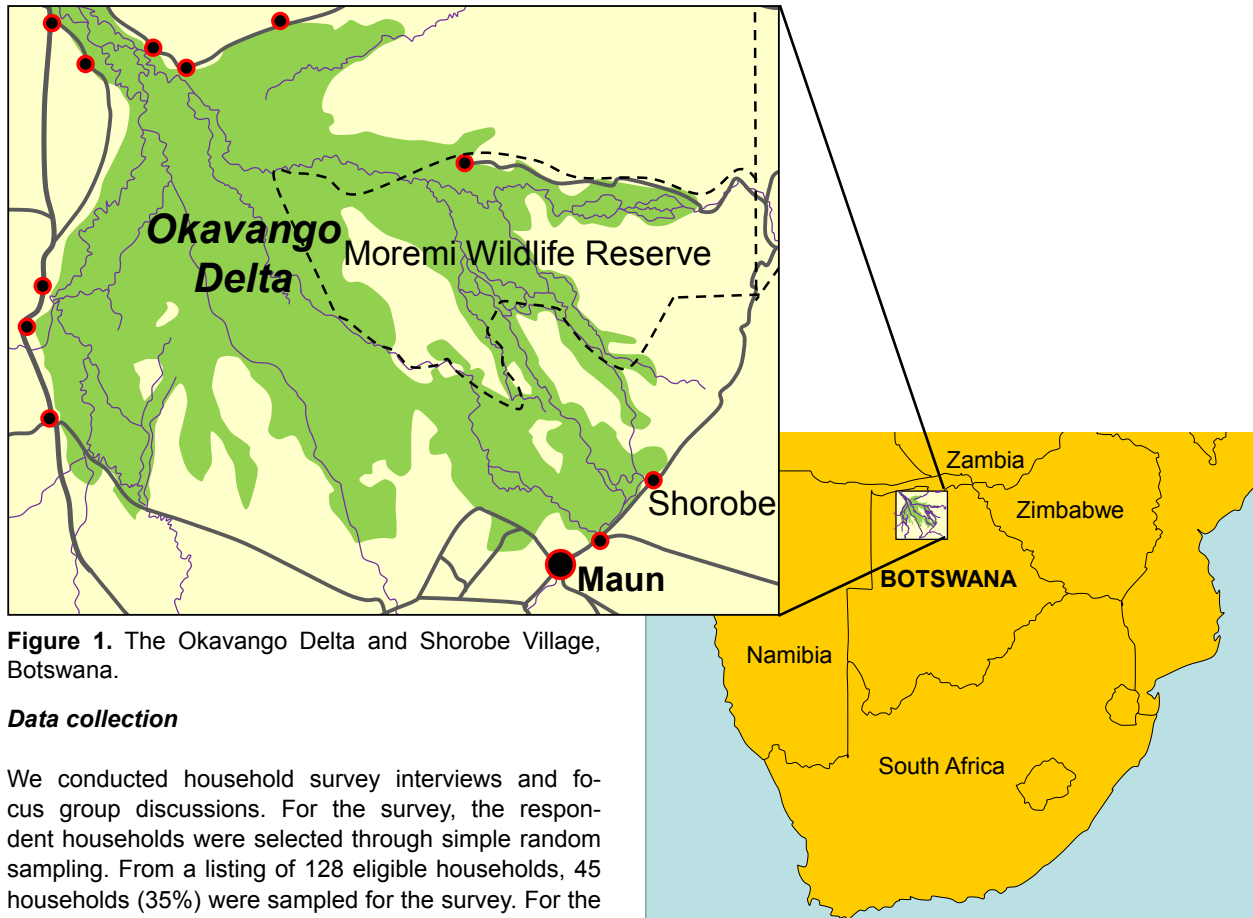 Okavango
Delta
Moremi Wildlife Reserve
Shorobe
Maun
Zambia
Zimbabwe
BOTSWANA
Namibia
South Africa
Figure 1. The Okavango Delta and Shorobe Village,
Botswana.
Data collection
We conducted household survey interviews and fo-
cus group discussions. For the survey, the respon-
dent households were selected through simple random
sampling. From a listing of 128 eligible households, 45
households (35%) were sampled for the survey. For the